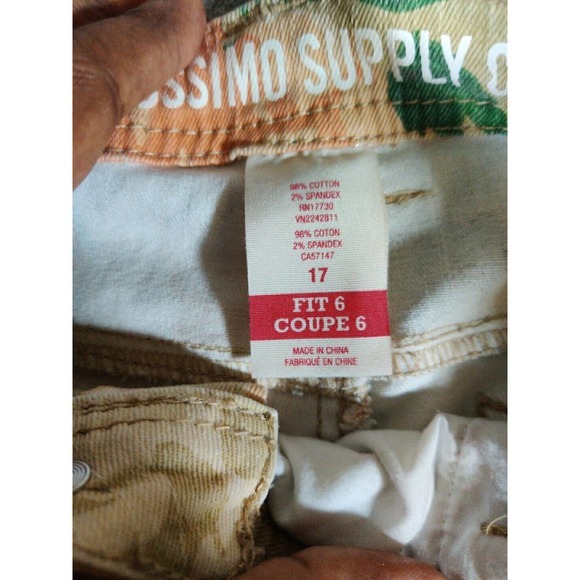 OSSIMO SUPPLY
98% COTTON
2% SPANDEX
RN17730
VN2242811
98% COTON
2% SPANDEX
CA57147
17
FIT 6
COUPE 6
MADE IN CHINA
FABRIQUÉ EN CHINE